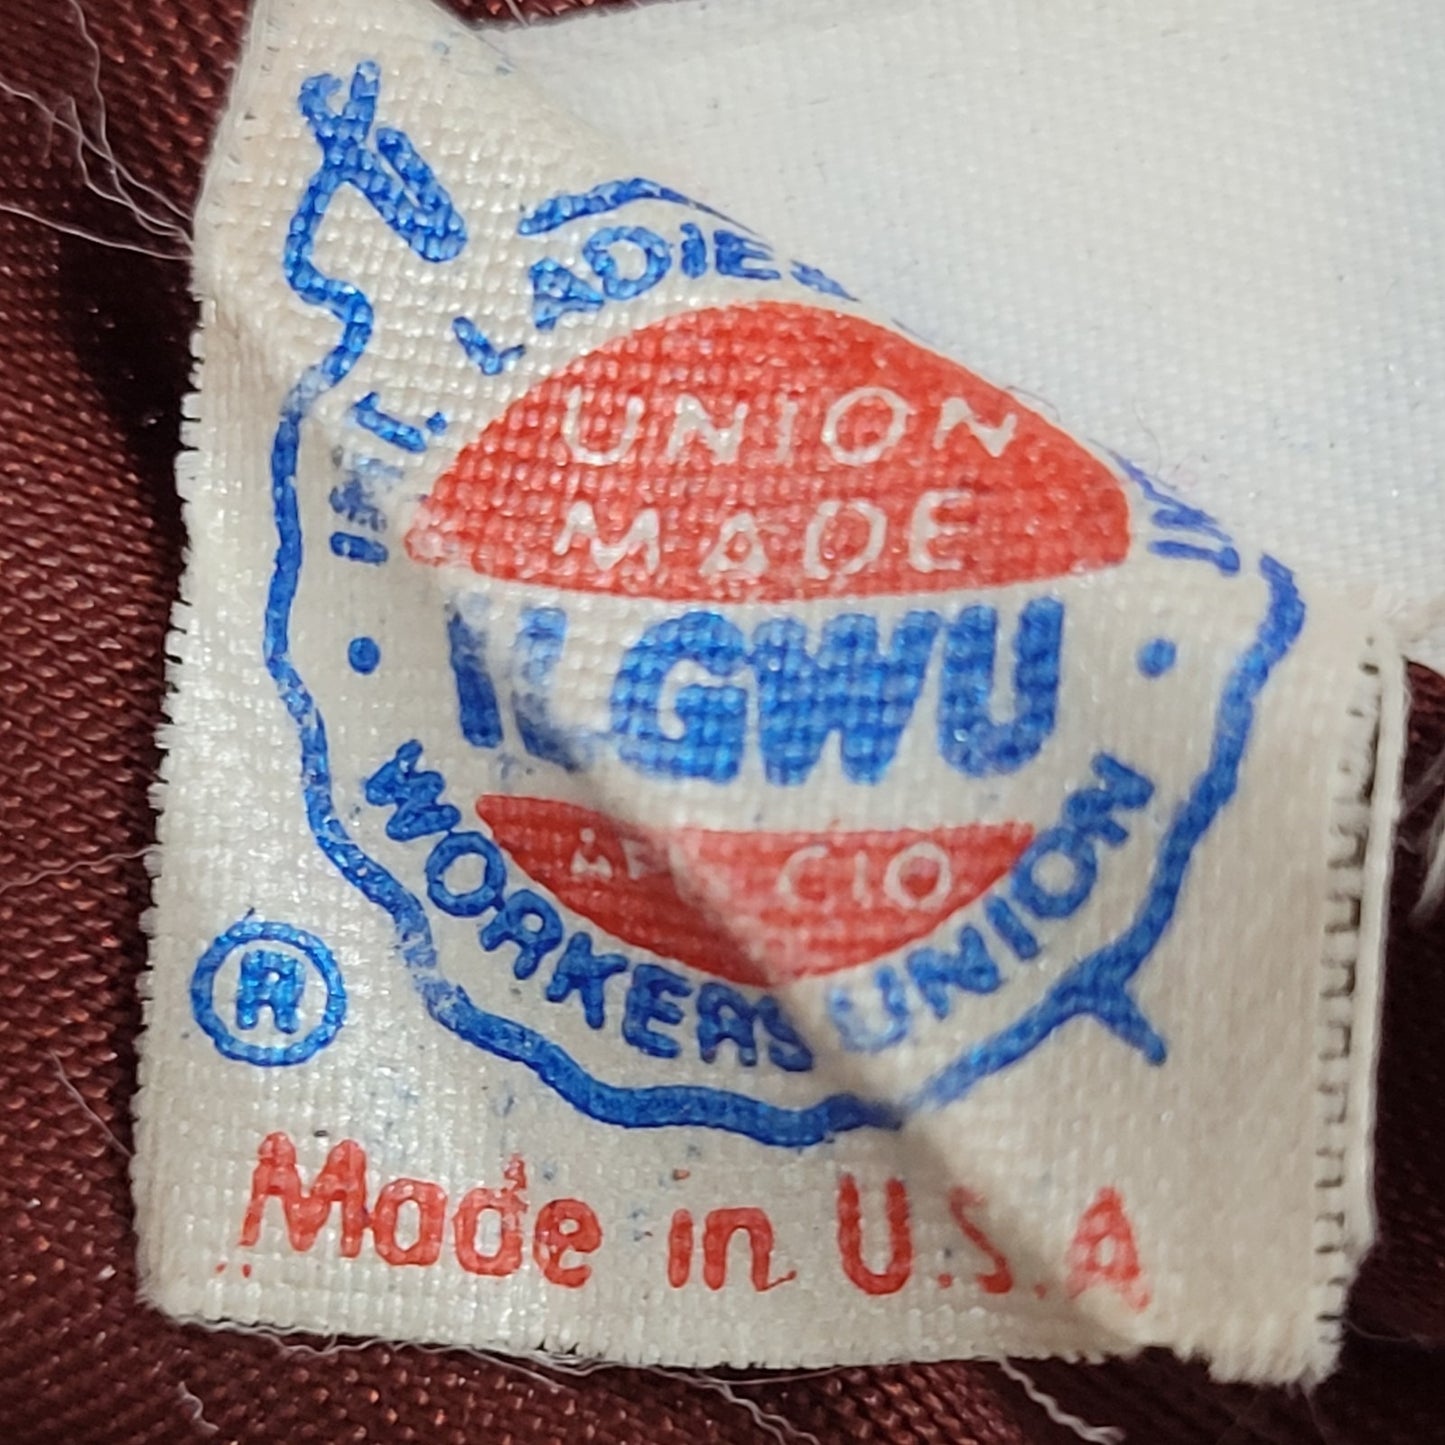 LADIES
UNION
MADE
ILGWU
CIO
WORKERS UNION
®
Made in U.S.A